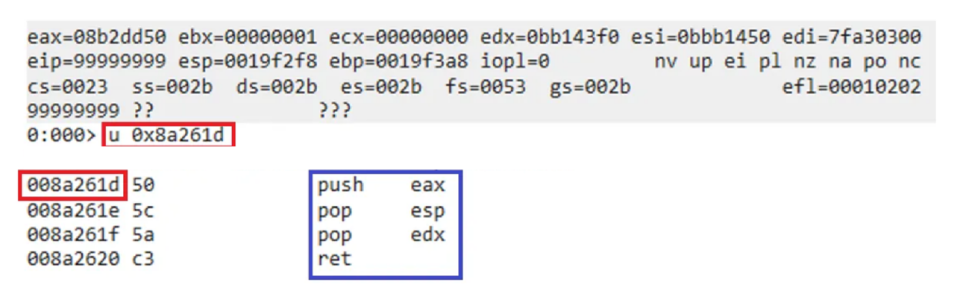 eax=08b2dd50 ebx=00000001 ecx=00000000 edx=0bb143f0 esi=0bbb1450 edi=7fa30300
eip=99999999 esp=0019f2f8 ebp=0019f3a8 iopl=0 nv up ei pl nz na po nc
cs=0023 ss=002b ds=002b es=002b fs=0053 gs=002b efl=00010202
99999999 ?? ???
0:000> u 0x8a261d
008a261d 50 push eax
008a261e 5c pop esp
008a261f 5a pop edx
008a2620 c3 ret